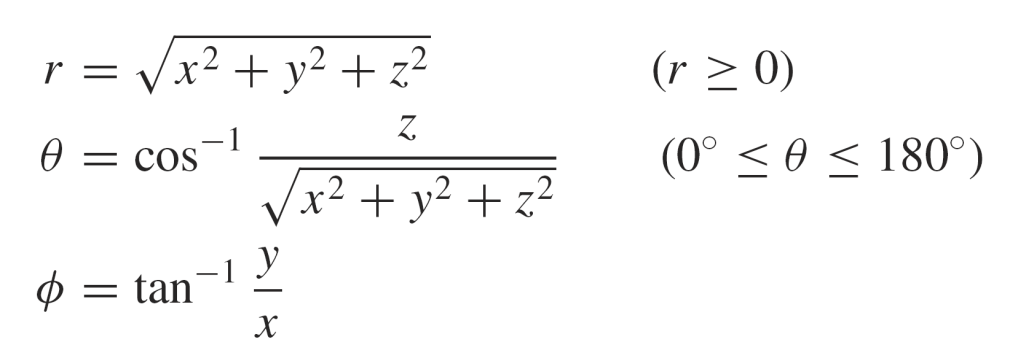 r = √(x² + y² + z²) (r ≥ 0)
θ = cos⁻¹ z/√(x² + y² + z²) (0° ≤ θ ≤ 180°)
ϕ = tan⁻¹ y/x